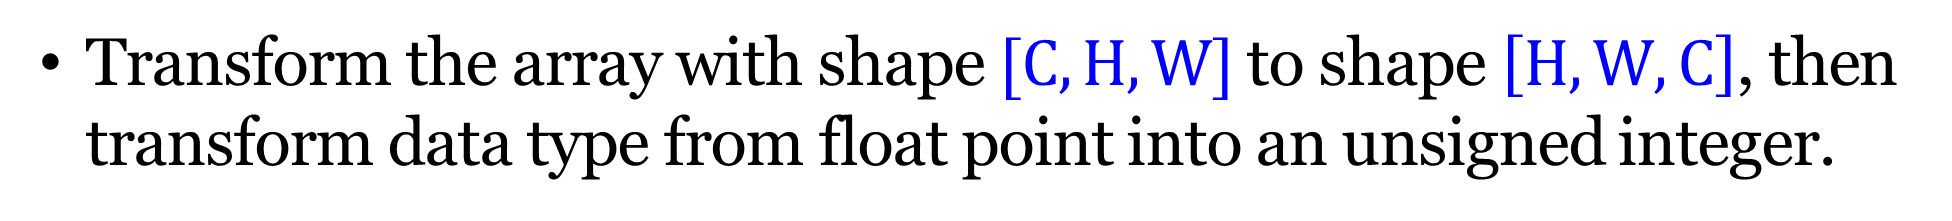 • Transform the array with shape [C, H, W] to shape [H, W, C], then
transform data type from float point into an unsigned integer.